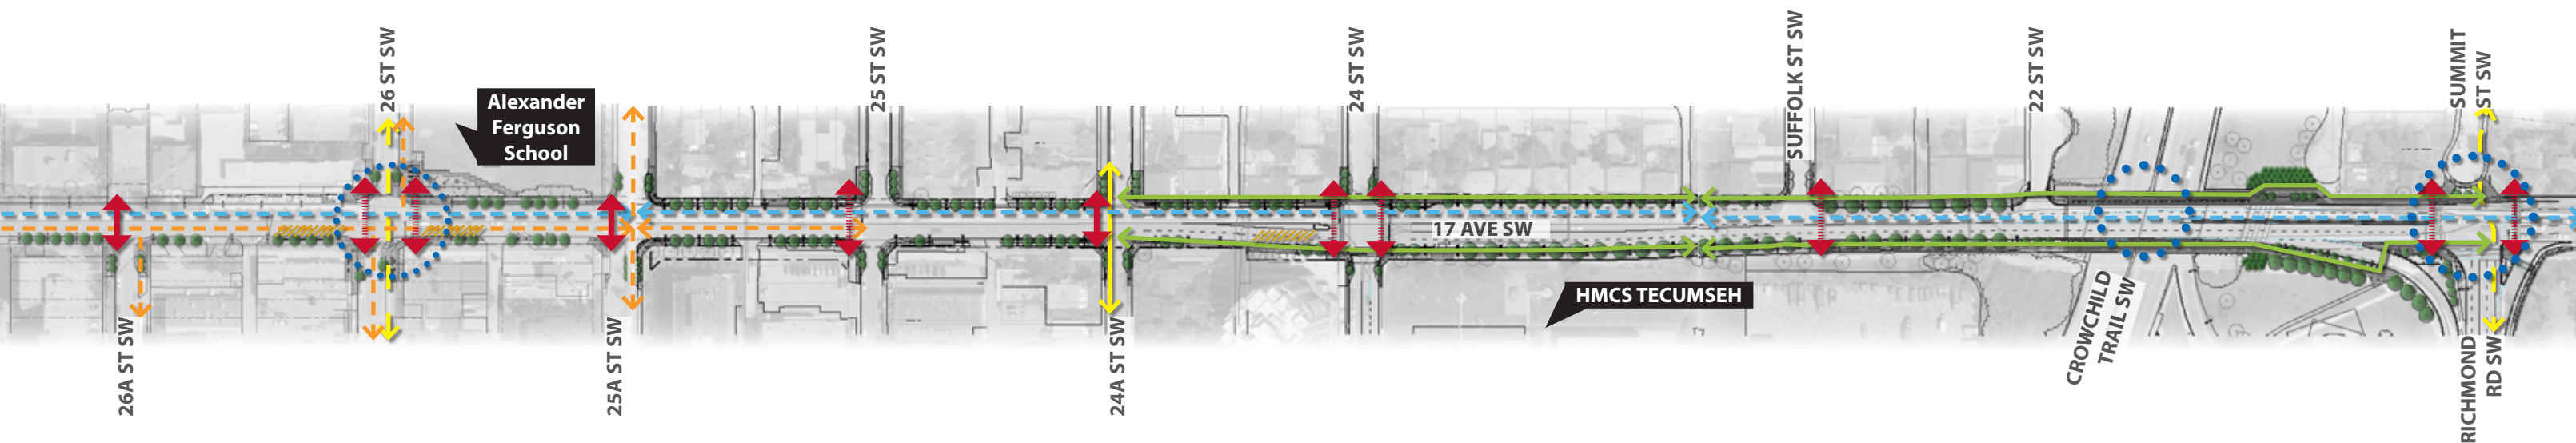 26 ST SW
Alexander
Ferguson
School
25 ST SW
24 ST SW
SUFFOLK ST SW
22 ST SW
SUMMIT
ST SW
17 AVE SW
HMCS TECUMSEH
26A ST SW
25A ST SW
24A ST SW
CROWCHILD
TRAIL SW
RICHMOND
RD SW